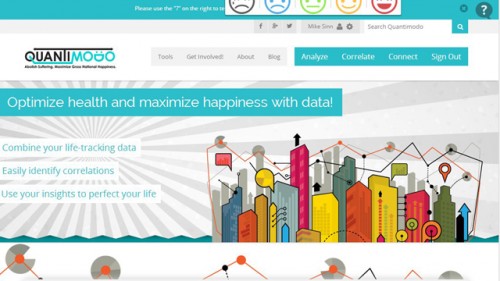 Please use the "?" on the right to
?
Mike Sinn
Search Quantimodo
QUANTIMODO
Abolish Suffering. Maximize Gross National Happiness.
Tools
Get Involved!
About
Blog
Analyze
Correlate
Connect
Sign Out
Optimize health and maximize happiness with data!
Combine your life-tracking data
Easily identify correlations
Use your insights to perfect your life